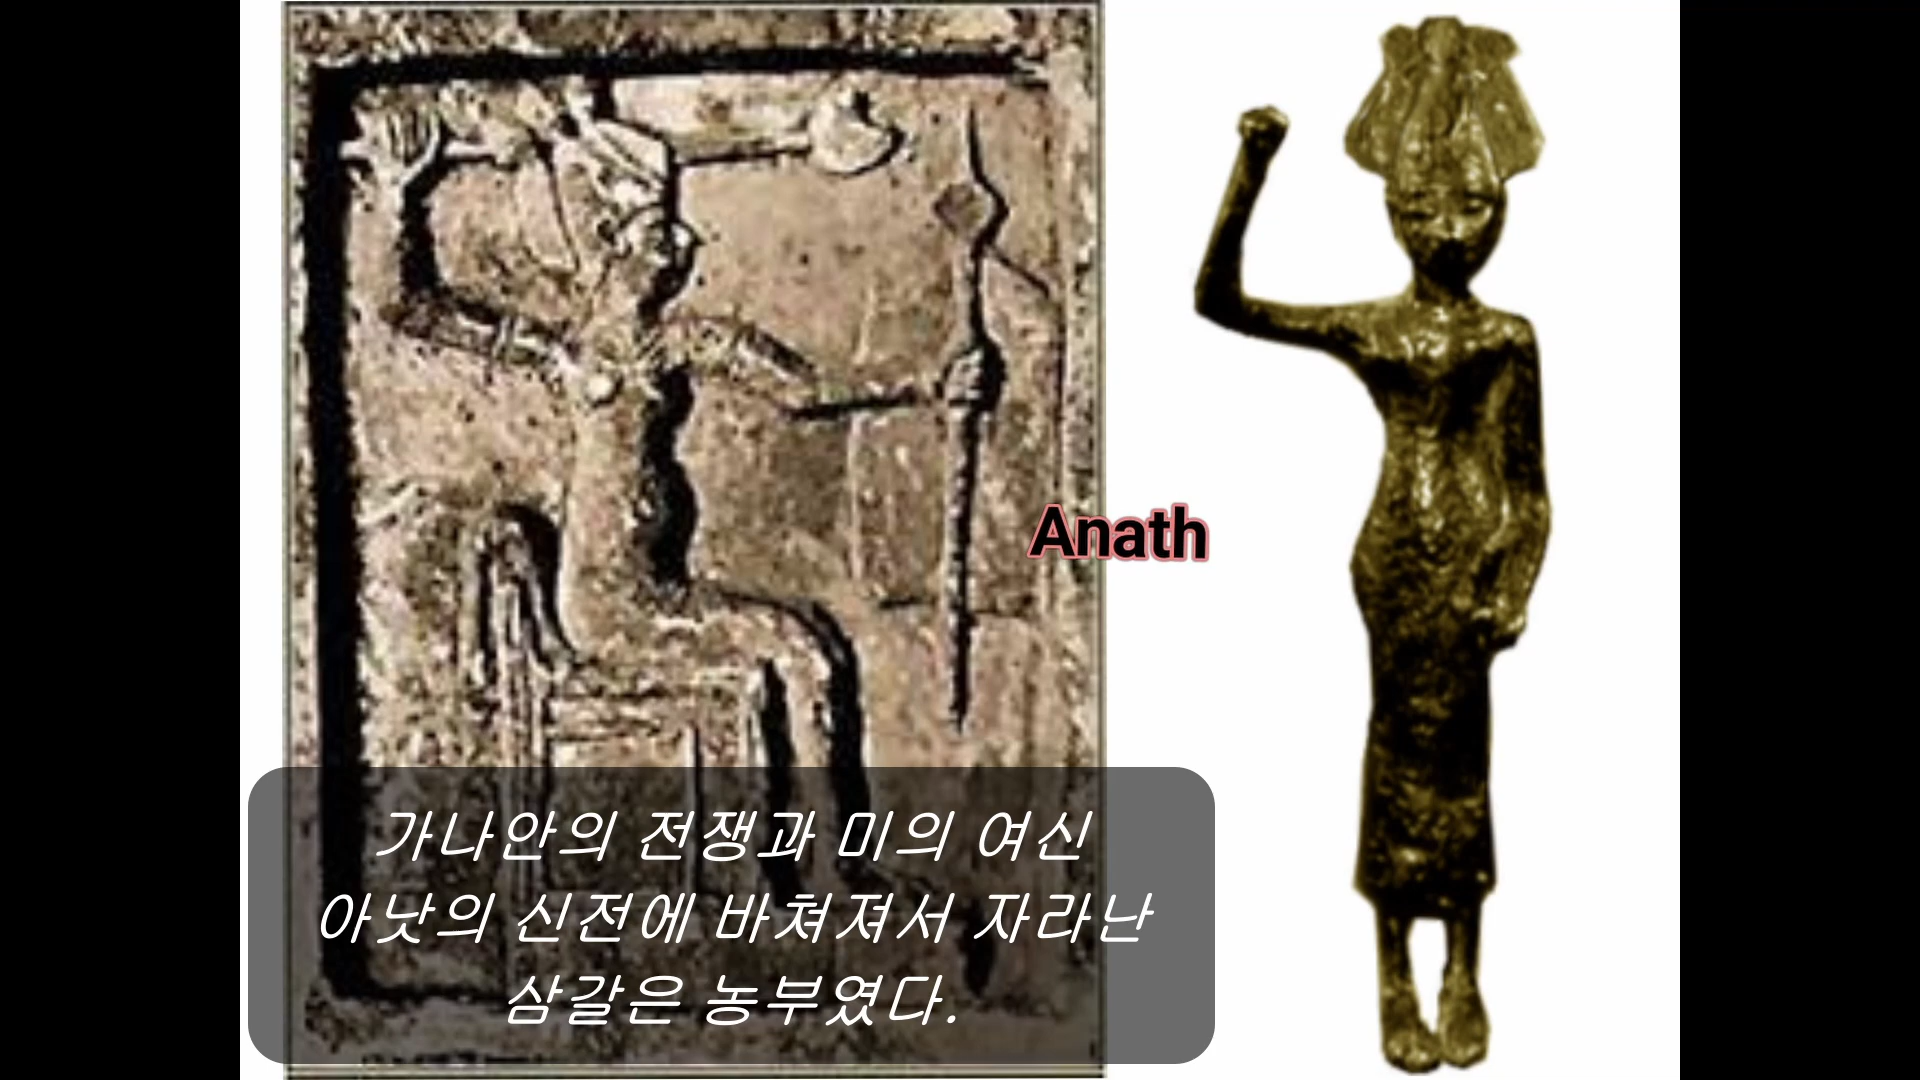 Anath
가나안의 전쟁과 미의 여신
아낫의 신전에 바쳐져서 자라난
삼갈은 농부였다.